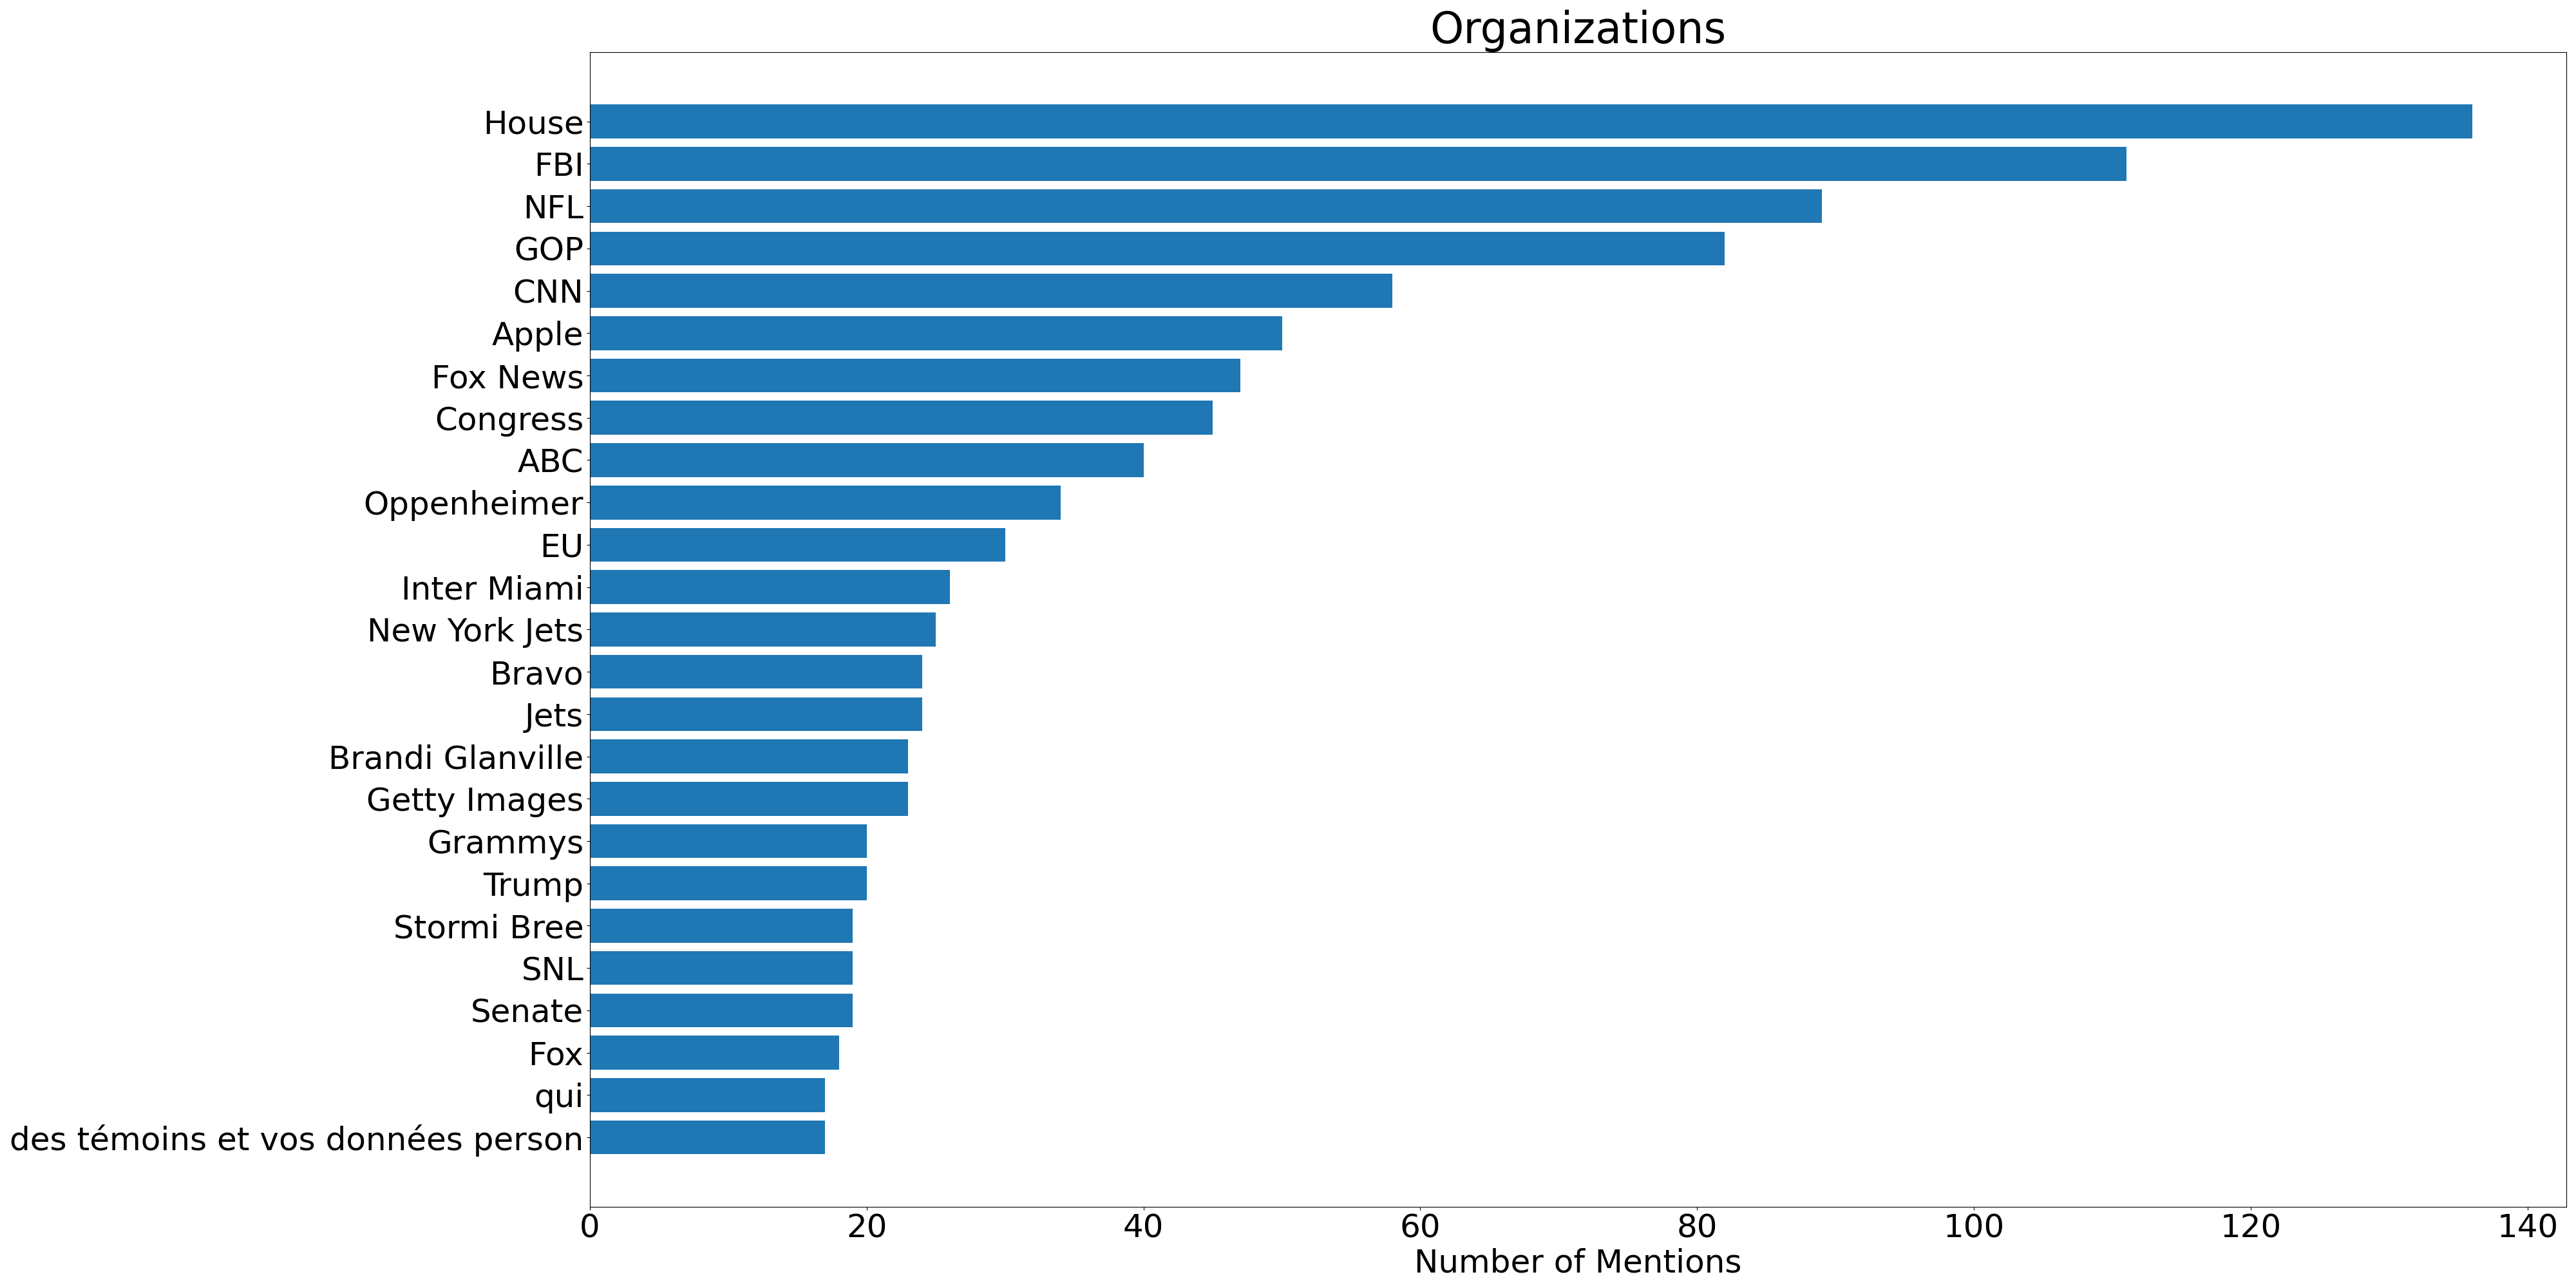 Organizations
House
FBI
NFL
GOP
CNN
Apple
Fox News
Congress
ABC
Oppenheimer
EU
Inter Miami
New York Jets
Bravo
Jets
Brandi Glanville
Getty Images
Grammys
Trump
Stormi Bree
SNL
Senate
Fox
qui
des témoins et vos données person
0 20 40 60 80 100 120 140
Number of Mentions